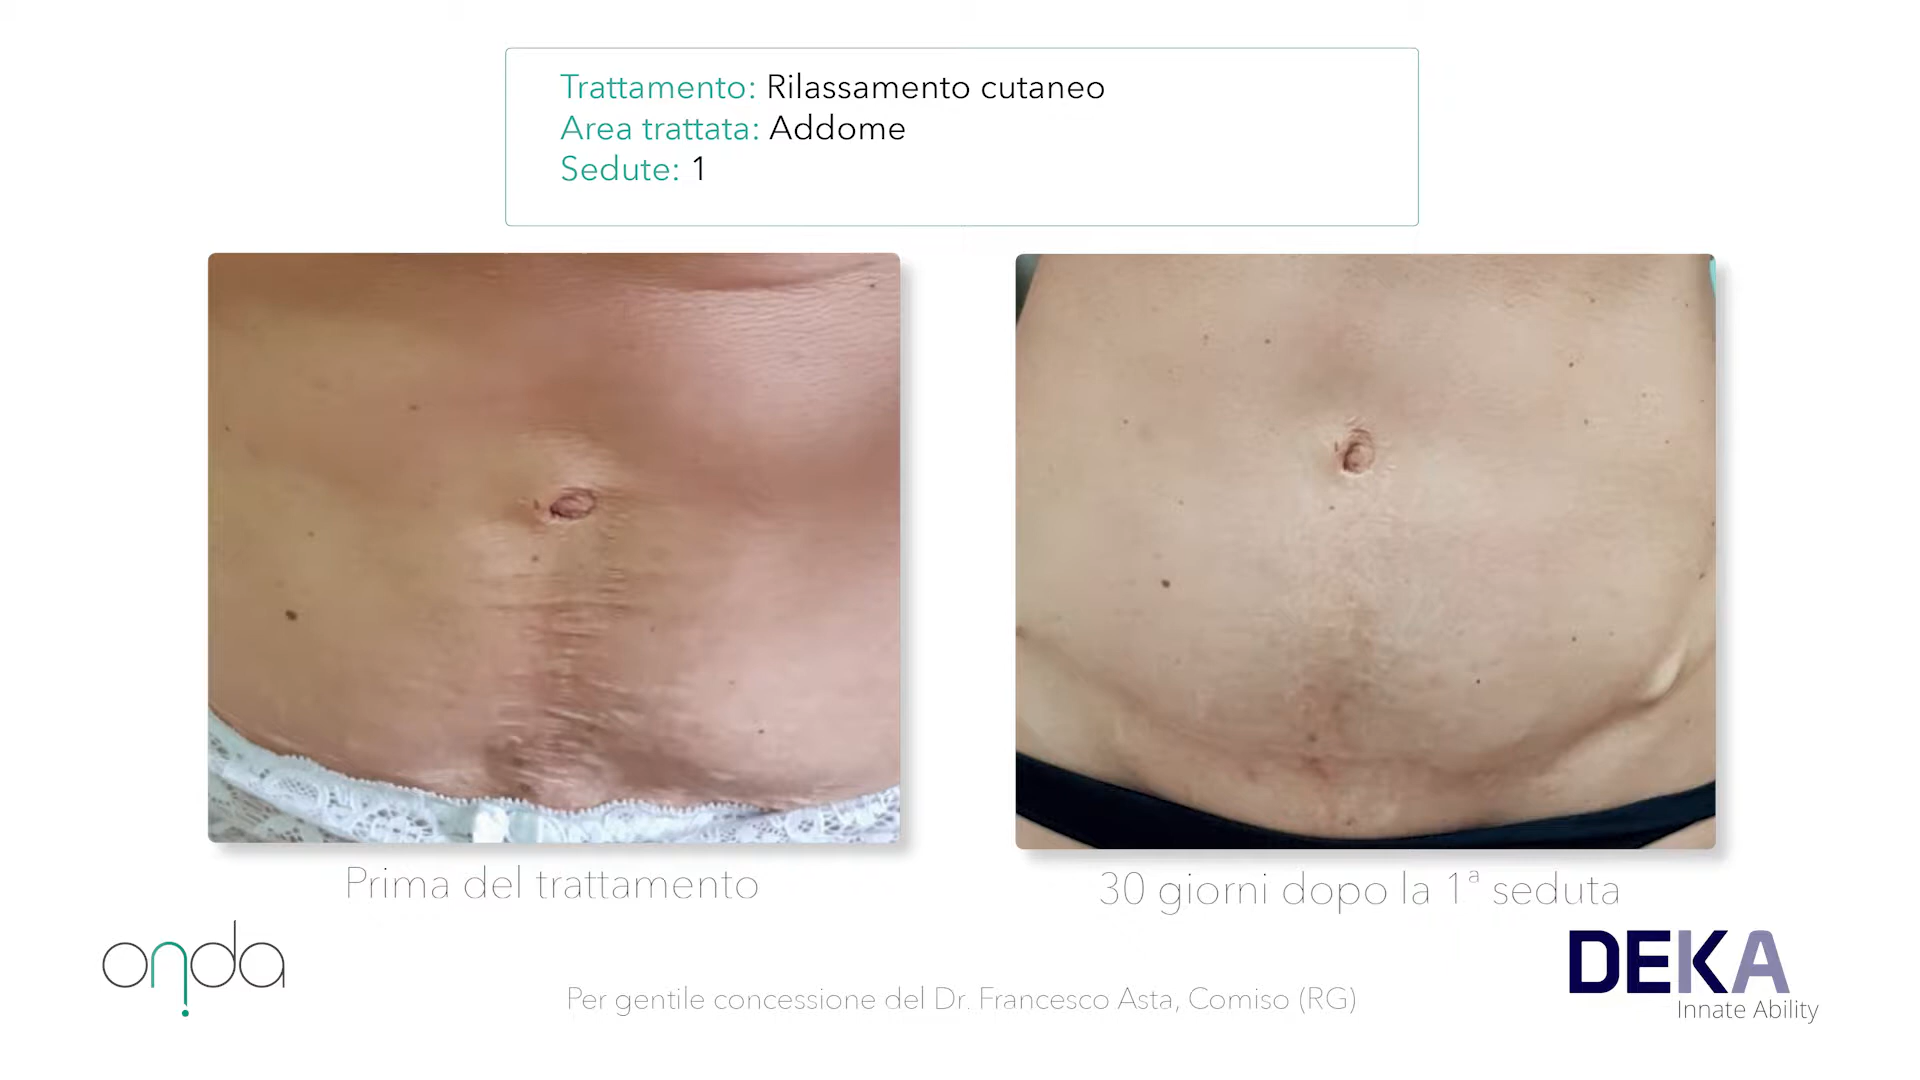 Trattamento: Rilassamento cutaneo
Area trattata: Addome
Sedute: 1
Prima del trattamento
30 giorni dopo la 1ª seduta
onda
Per gentile concessione del Dr. Francesco Asta, Comiso (RG)
DEKA
Innate Ability